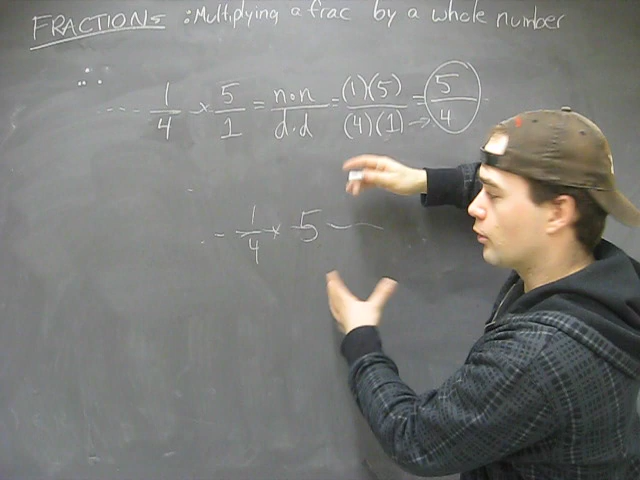 FRACTIONS : Multiplying a frac by a whole number
∴ --- 1/4 × 5/1 = n•n/d•d = (1)(5)/(4)(1) = 5/4
-- 1/4 × 5